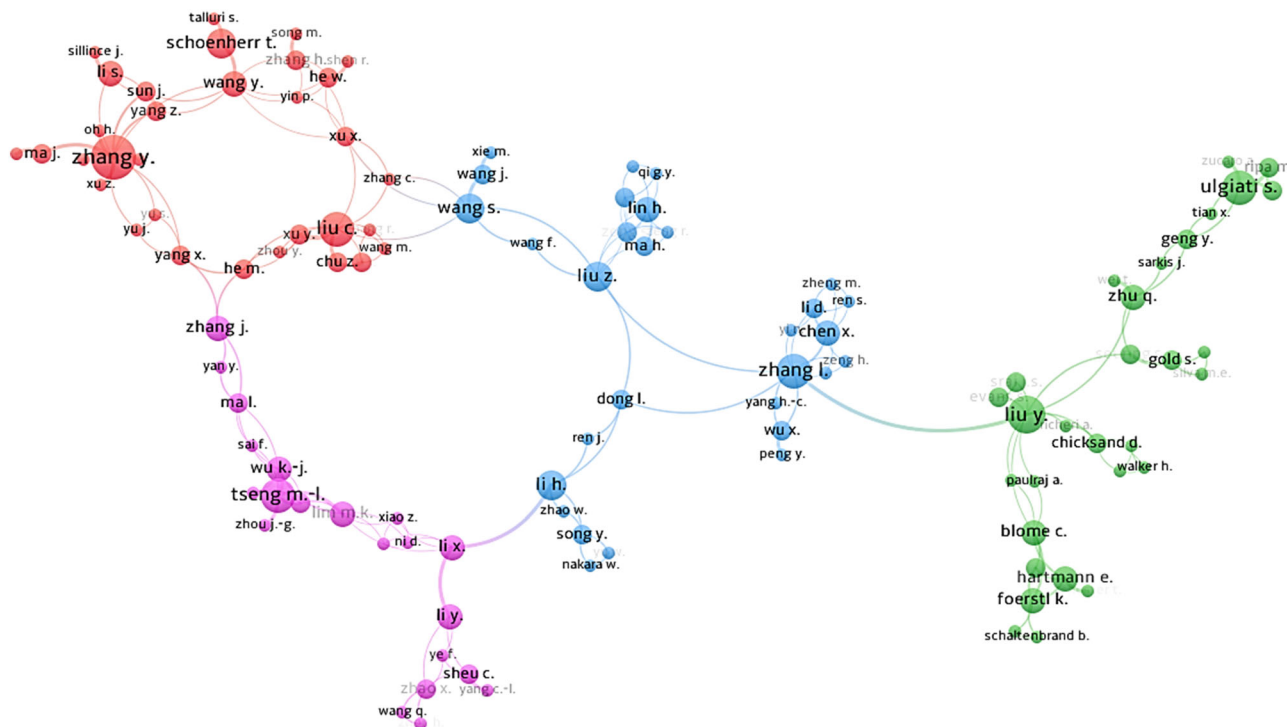 talluri s.
schoenherr t.
song m.
zhang h.
shen r.
sillince j.
li s.
wang y.
he w.
sun j.
yin p.
yang z.
oh h.
xu x.
zhang y.
ma j.
xu z.
zhang c.
yu s.
yu j.
liu c.
xu y.
wang m.
zhou y.
chu z.
yang x.
he m.
xie m.
wang j.
wang s.
wang f.
liu z.
qi g.y.
lin h.
ma h.
zheng m.
li d.
ren s.
chen x.
zeng h.
zhang l.
yang h.-c.
wu x.
peng y.
dong l.
ren j.
li h.
zhao w.
song y.
nakara w.
zhang j.
yan y.
ma l.
sai f.
wu k.-j.
tseng m.-l.
lim m.k.
zhou j.-g.
xiao z.
ni d.
li x.
li y.
ye f.
sheu c.
zhao x.
yang c.-l.
wang q.
ripa m
ulgiati s.
tian x.
geng y.
sarkis j.
zhu q.
gold s.
liu y.
chicksand d.
walker h.
paulraj a.
blome c.
hartmann e.
foerstl k.
schaltenbrand b.